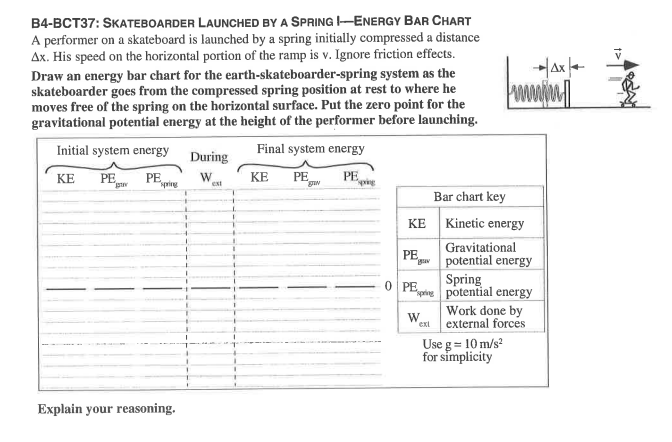 B4-BCT37: SKATEBOARDER LAUNCHED BY A SPRING I—ENERGY BAR CHART
A performer on a skateboard is launched by a spring initially compressed a distance
Δx. His speed on the horizontal portion of the ramp is v. Ignore friction effects.
Draw an energy bar chart for the earth-skateboarder-spring system as the
skateboarder goes from the compressed spring position at rest to where he
moves free of the spring on the horizontal surface. Put the zero point for the
gravitational potential energy at the height of the performer before launching.
Δx
v
Initial system energy
During
Final system energy
KE PEgrav PEspring Wext KE PEgrav PEspring
0
Bar chart key
KE Kinetic energy
PEgrav Gravitational
potential energy
PEspring Spring
potential energy
Wext Work done by
external forces
Use g = 10 m/s²
for simplicity
Explain your reasoning.